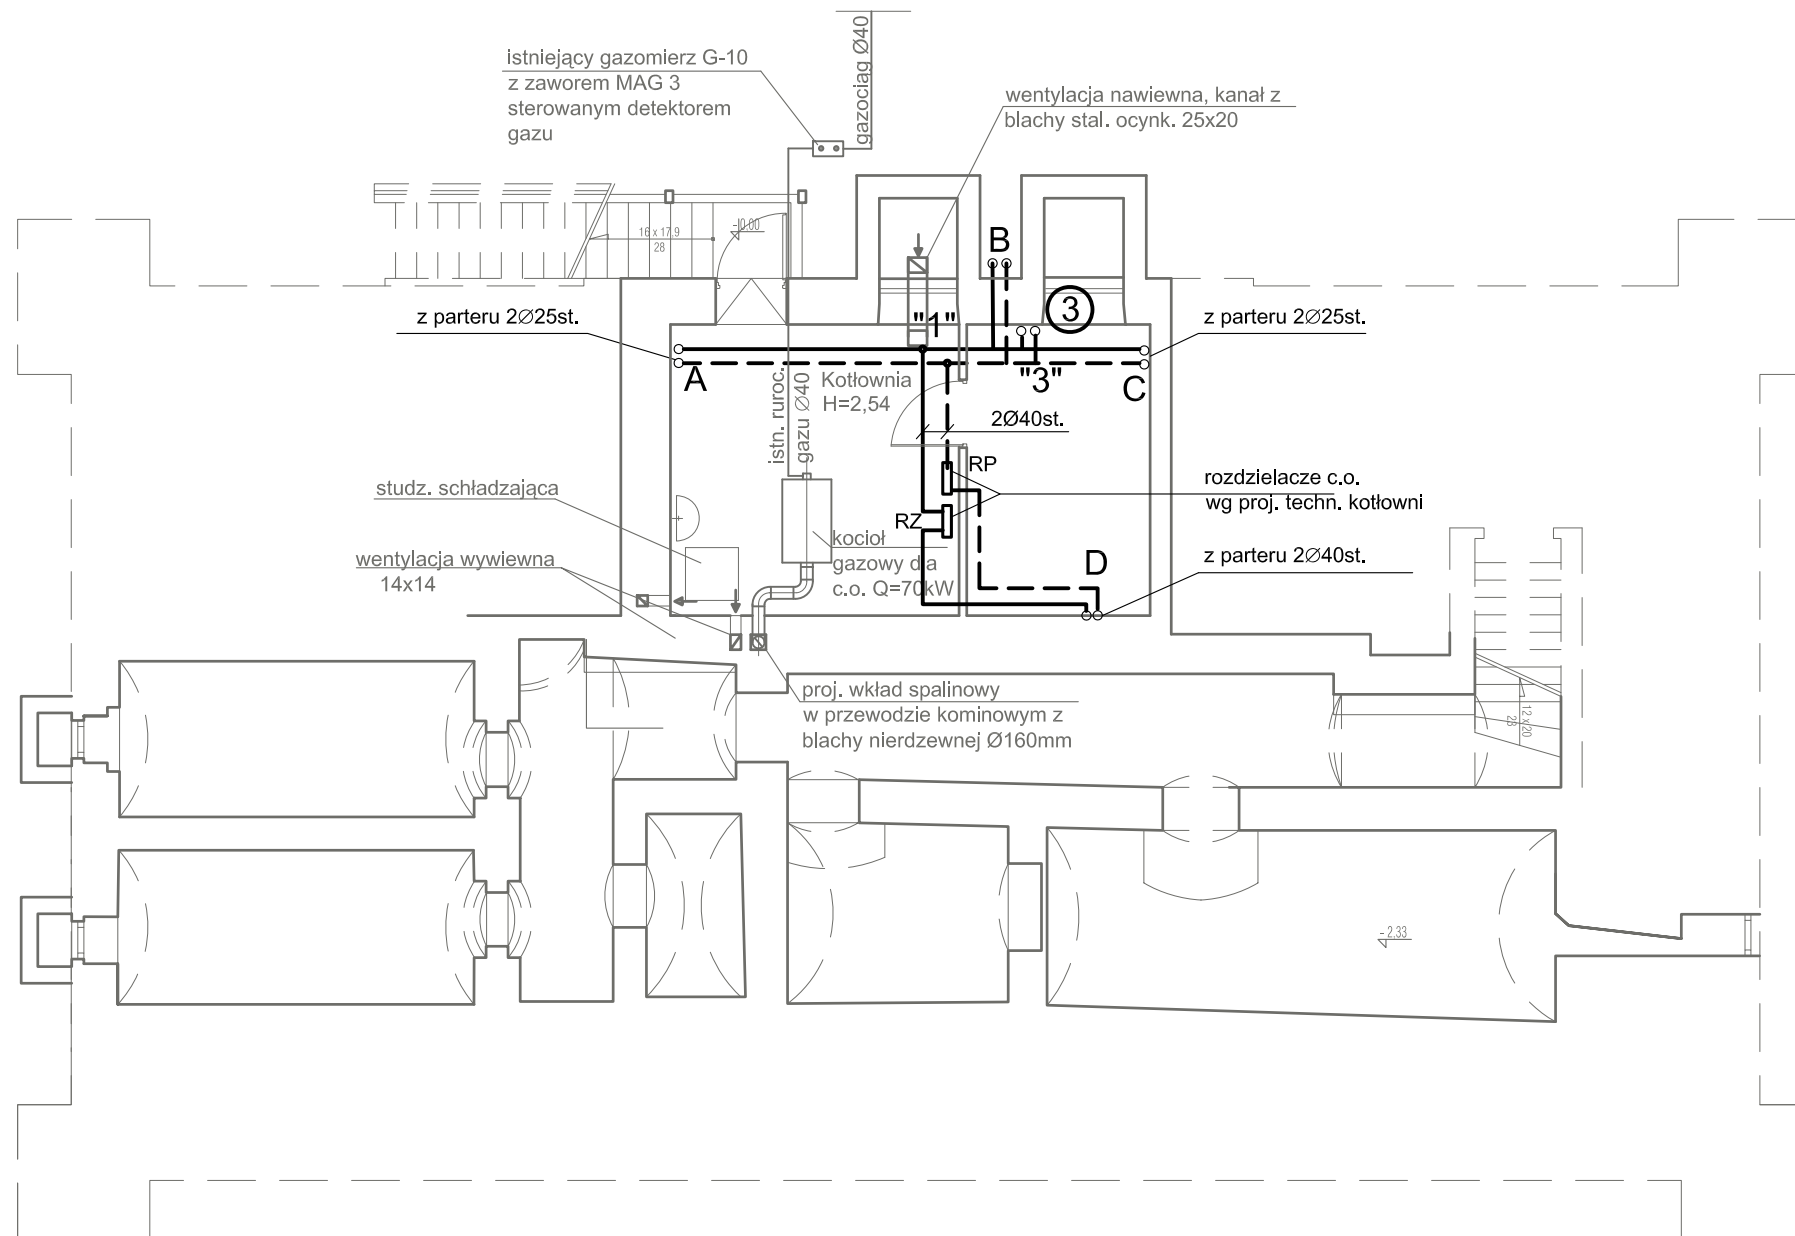 istniejący gazomierz G-10
z zaworem MAG 3
sterowanym detektorem
gazu
gazociąg Ø40
wentylacja nawiewna, kanał z
blachy stal. ocynk. 25x20
16 x 17,9
28
B
"1"
3
z parteru 2Ø25st.
z parteru 2Ø25st.
A
"3"
C
istn. ruroc.
gazu Ø40
Kotłownia
H=2,54
2Ø40st.
RP
rozdzielacze c.o.
wg proj. techn. kotłowni
studz. schładzająca
RZ
kocioł
gazowy dla
c.o. Q=70kW
wentylacja wywiewna
14x14
D
z parteru 2Ø40st.
proj. wkład spalinowy
w przewodzie kominowym z
blachy nierdzewnej Ø160mm
12 x 20
- 2,33